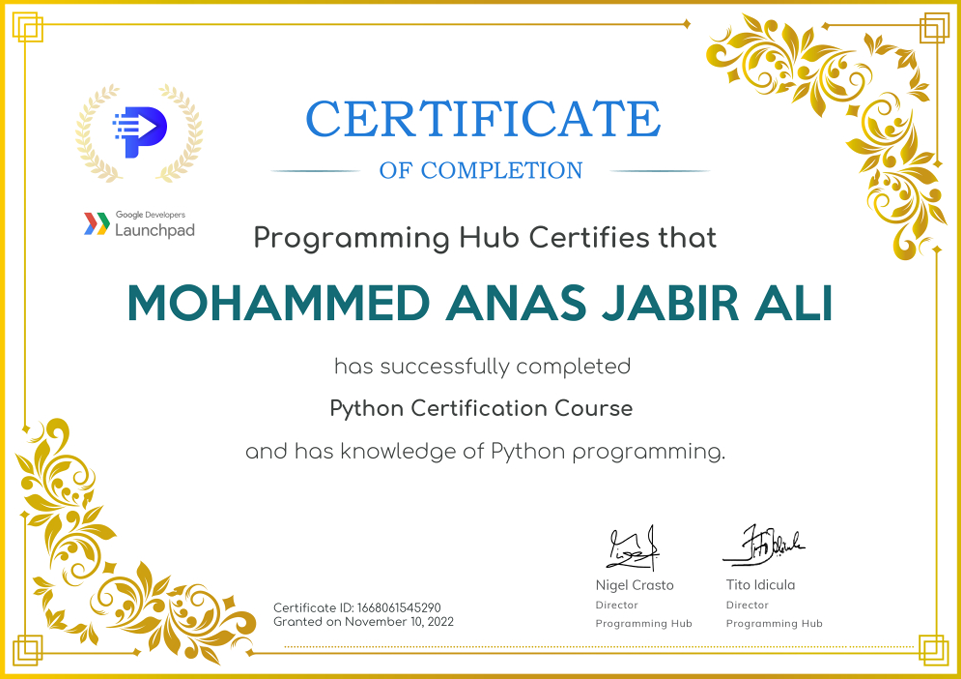 CERTIFICATE
OF COMPLETION
Google Developers
Launchpad
Programming Hub Certifies that
MOHAMMED ANAS JABIR ALI
has successfully completed
Python Certification Course
and has knowledge of Python programming.
Nigel Crasto
Director
Programming Hub
Tito Idicula
Director
Programming Hub
Certificate ID: 1668061545290
Granted on November 10, 2022